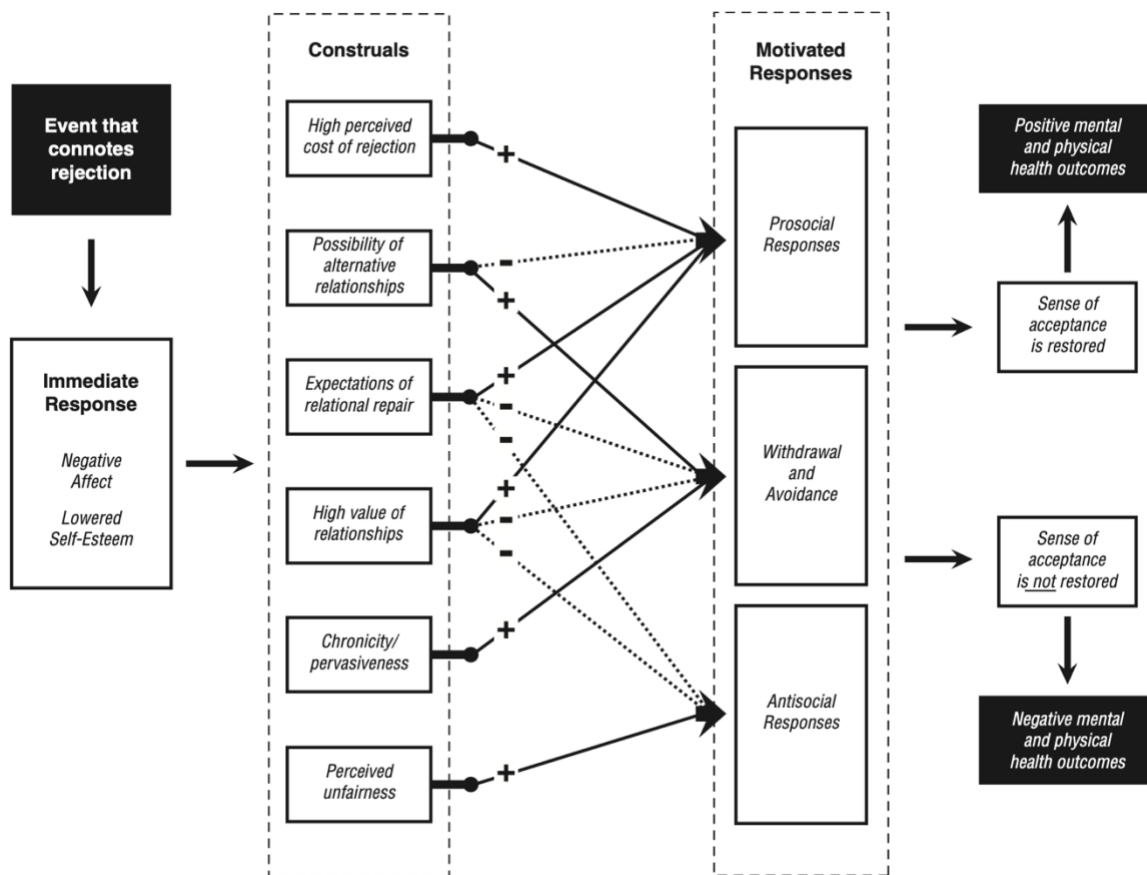 Event that
connotes
rejection
Immediate
Response
Negative
Affect
Lowered
Self-Esteem
Construals
High perceived
cost of rejection
Possibility of
alternative
relationships
Expectations of
relational repair
High value of
relationships
Chronicity/
pervasiveness
Perceived
unfairness
+
-
+
+
-
-
+
-
-
+
+
Motivated
Responses
Prosocial
Responses
Withdrawal
and
Avoidance
Antisocial
Responses
Positive mental
and physical
health outcomes
Sense of
acceptance
is restored
Sense of
acceptance
is not restored
Negative mental
and physical
health outcomes